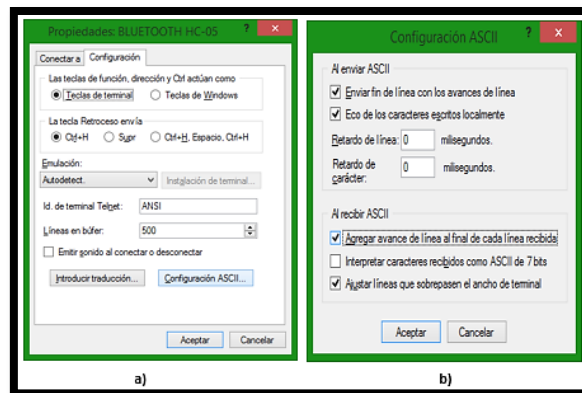 Propiedades: BLUETOOTH HC-05 ? x
Conectar a Configuración
Las teclas de función, dirección y Ctrl actúan como
Teclas de terminal Teclas de Windows
La tecla Retroceso envía
Ctrl+H Supr Ctrl+H, Espacio, Ctrl+H
Emulación:
Autodetect. Instalación de terminal...
Id. de terminal Telnet: ANSI
Líneas en búfer: 500
Emitir sonido al conectar o desconectar
Introducir traducción... Configuración ASCII...
Aceptar Cancelar
a)
Configuración ASCII ? x
Al enviar ASCII
Enviar fin de línea con los avances de línea
Eco de los caracteres escritos localmente
Retardo de línea: 0 milisegundos.
Retardo de
carácter: 0 milisegundos.
Al recibir ASCII
Agregar avance de línea al final de cada línea recibida
Interpretar caracteres recibidos como ASCII de 7 bits
Ajustar líneas que sobrepasen el ancho de terminal
Aceptar Cancelar
b)